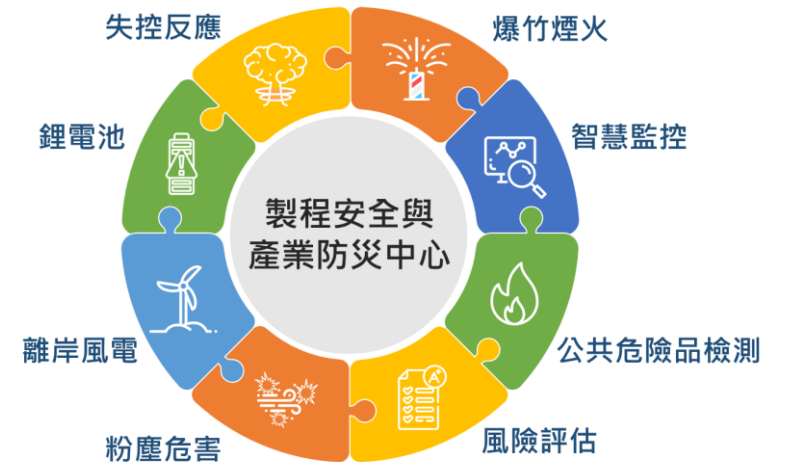 失控反應
爆竹煙火
鋰電池
智慧監控
製程安全與
產業防災中心
離岸風電
公共危險品檢測
粉塵危害
風險評估
A+